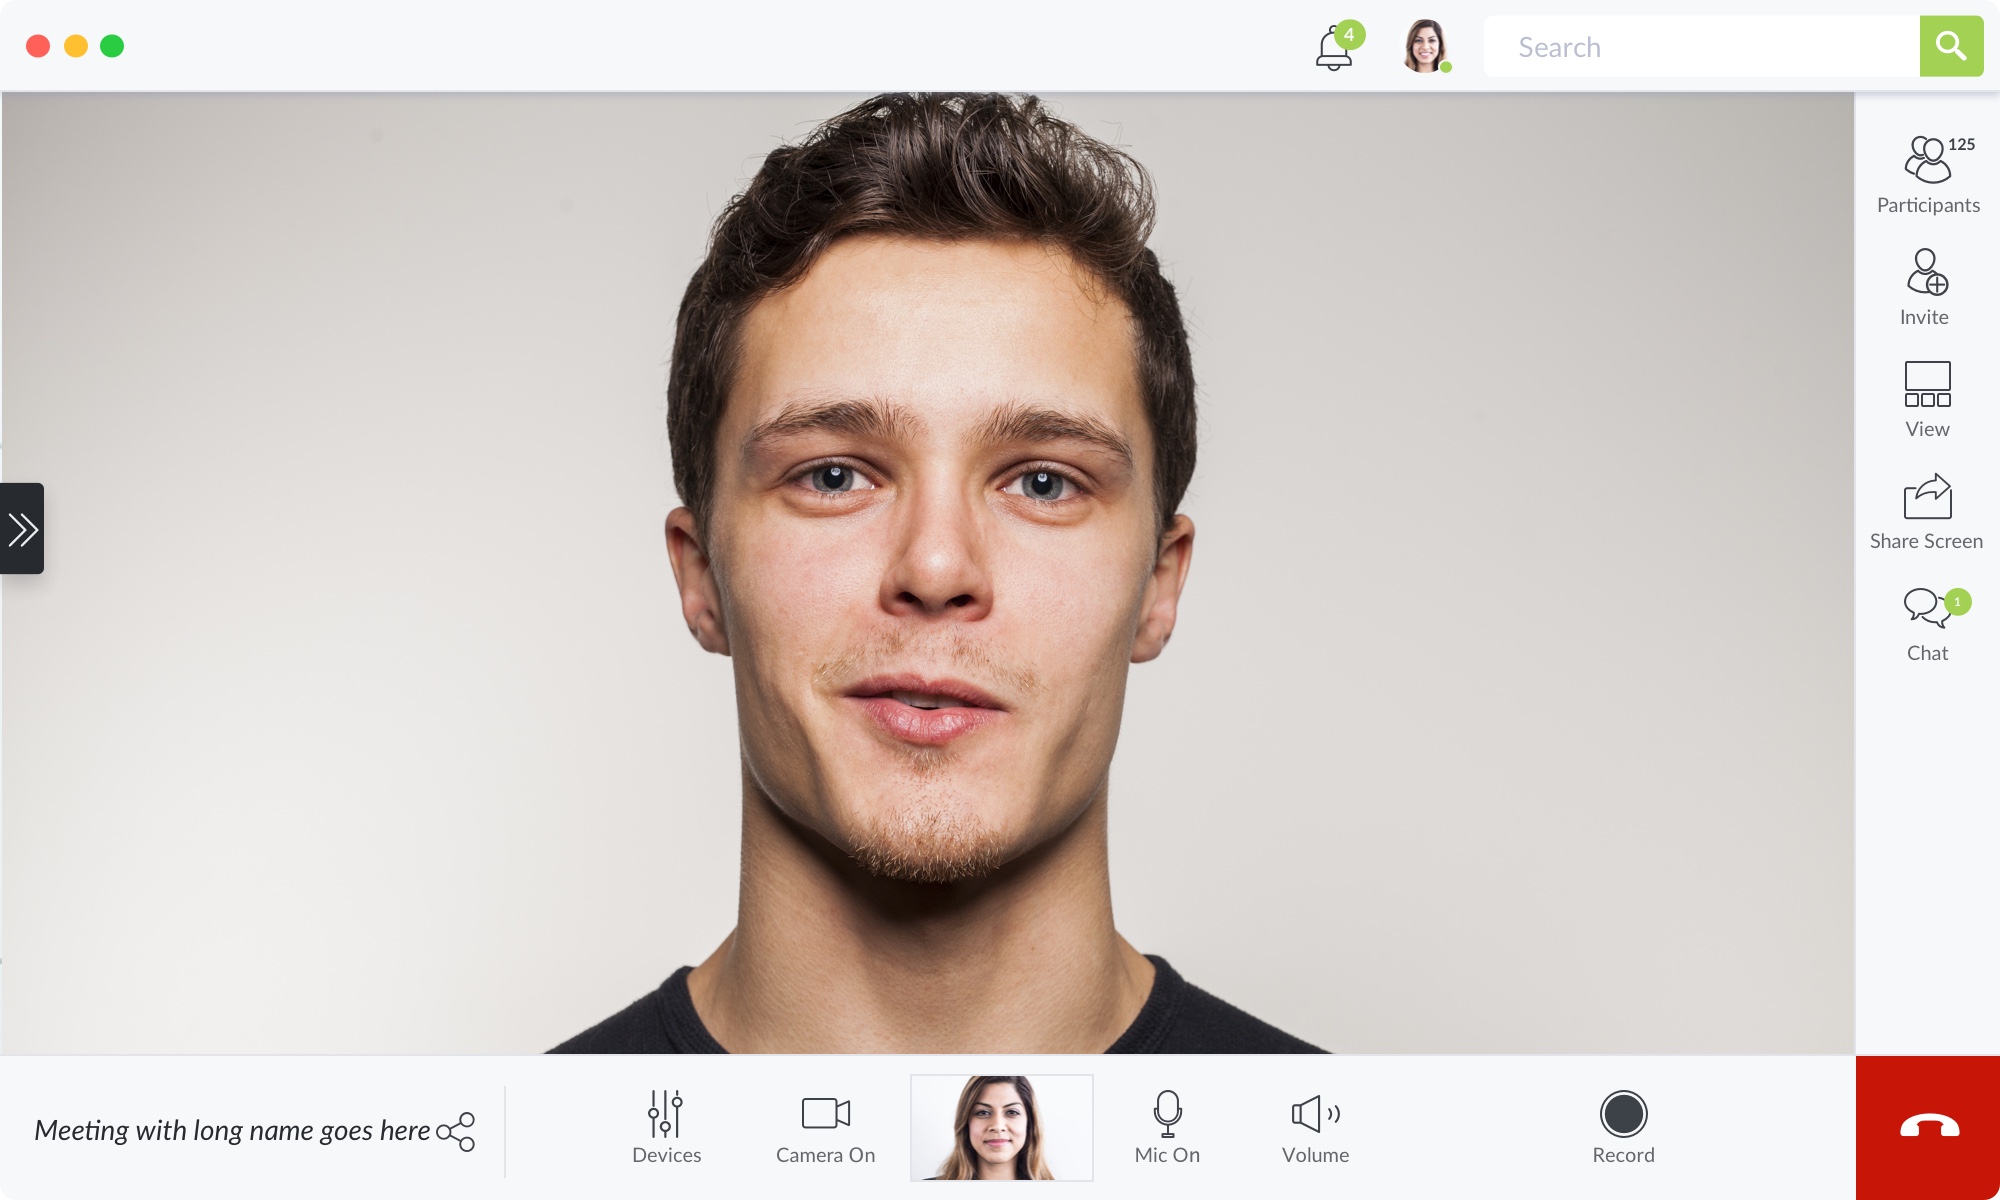 4
Search
125
Participants
Invite
View
Share Screen
1
Chat
Meeting with long name goes here
Devices
Camera On
Mic On
Volume
Record